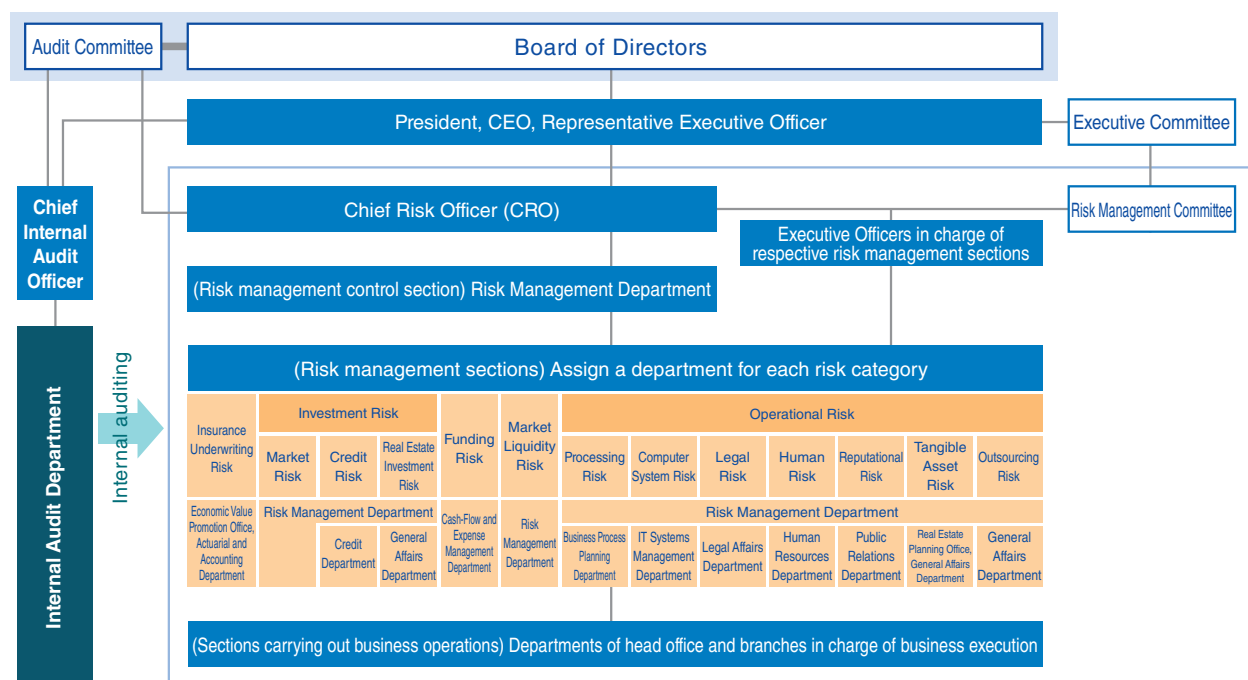 Audit Committee
Board of Directors
President, CEO, Representative Executive Officer
Executive Committee
Chief
Internal
Audit
Officer
Chief Risk Officer (CRO)
Risk Management Committee
Executive Officers in charge of
respective risk management sections
(Risk management control section) Risk Management Department
Internal Audit Department
Internal auditing
(Risk management sections) Assign a department for each risk category
Insurance
Underwriting
Risk
Investment Risk
Market
Risk
Credit
Risk
Real Estate
Investment
Risk
Funding
Risk
Market
Liquidity
Risk
Operational Risk
Processing
Risk
Computer
System Risk
Legal
Risk
Human
Risk
Reputational
Risk
Tangible
Asset
Risk
Outsourcing
Risk
Economic Value
Promotion Office,
Actuarial and
Accounting
Department
Risk Management Department
Credit
Department
General
Affairs
Department
Cash-Flow and
Expense
Management
Department
Risk
Management
Department
Risk Management Department
Business Process
Planning
Department
IT Systems
Management
Department
Legal Affairs
Department
Human
Resources
Department
Public
Relations
Department
Real Estate
Planning Office,
General Affairs
Department
General
Affairs
Department
(Sections carrying out business operations) Departments of head office and branches in charge of business execution